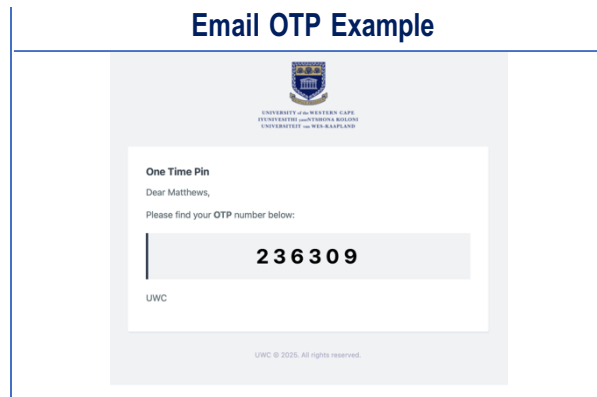 Email OTP Example
UNIVERSITY of the WESTERN CAPE
IYUNIVESITHI yaseNTSHONA KOLONI
UNIVERSITEIT van WES-KAAPLAND
One Time Pin
Dear Matthews,
Please find your OTP number below:
236309
UWC
UWC © 2026. All rights reserved.